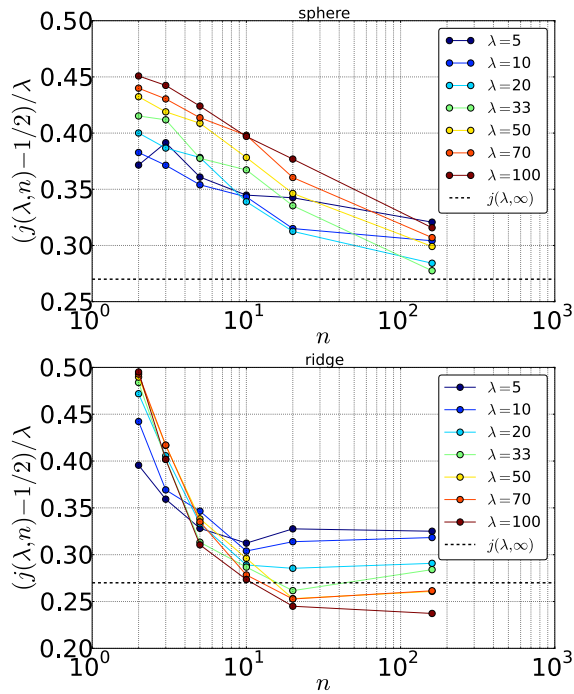 sphere
0.50
0.45
0.40
0.35
0.30
0.25
(j(λ,n)−1/2)/λ
10⁰
10¹
10²
10³
n
λ=5
λ=10
λ=20
λ=33
λ=50
λ=70
λ=100
j(λ,∞)
ridge
0.50
0.45
0.40
0.35
0.30
0.25
0.20
(j(λ,n)−1/2)/λ
10⁰
10¹
10²
10³
n
λ=5
λ=10
λ=20
λ=33
λ=50
λ=70
λ=100
j(λ,∞)